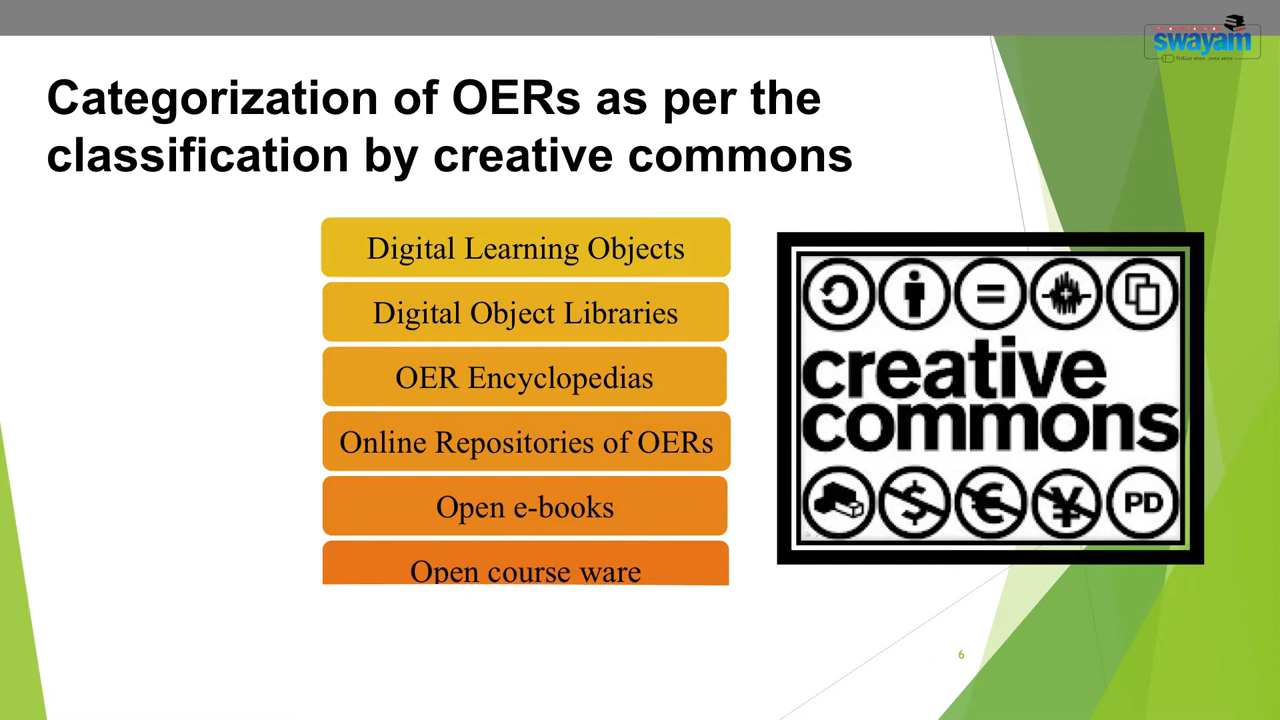 swayam
Categorization of OERs as per the
classification by creative commons
Digital Learning Objects
Digital Object Libraries
OER Encyclopedias
Online Repositories of OERs
Open e-books
Open course ware
creative
commons
$ € ¥ PD
6